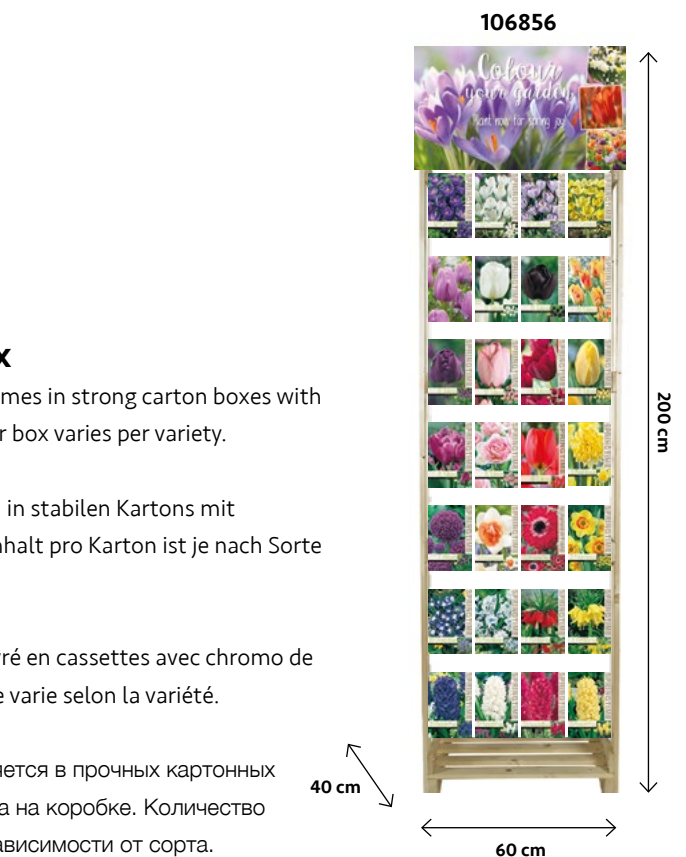 106856
Colour
your garden
Plant now for spring joy
x
mes in strong carton boxes with
r box varies per variety.
in stabilen Kartons mit
nhalt pro Karton ist je nach Sorte
ré en cassettes avec chromo de
e varie selon la variété.
яется в прочных картонных
а на коробке. Количество
ависимости от сорта.
200 cm
40 cm
60 cm